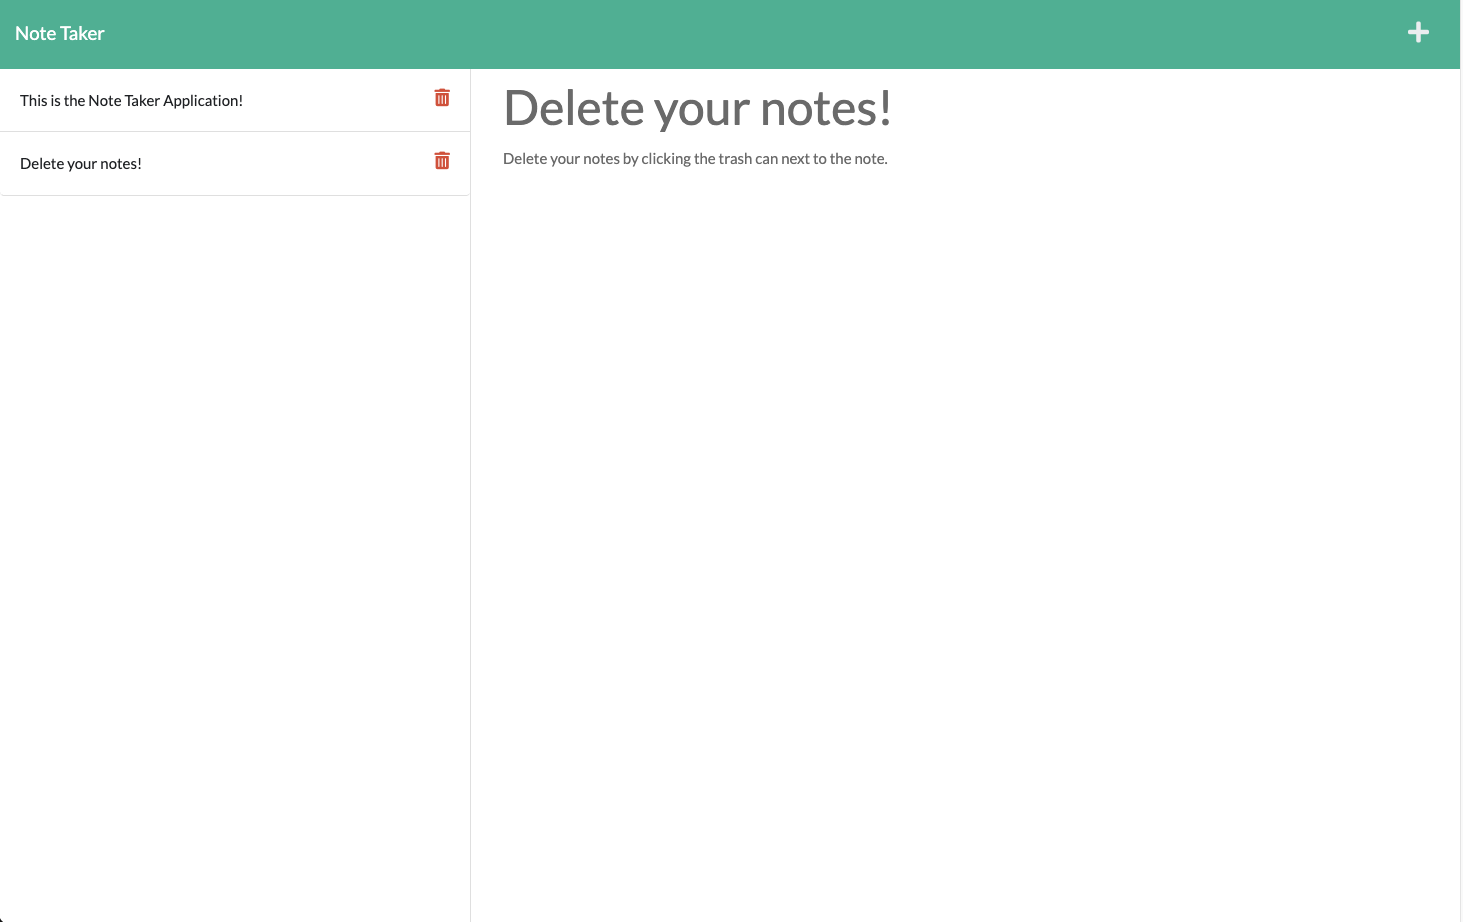 Note Taker
This is the Note Taker Application!
Delete your notes!
Delete your notes!
Delete your notes by clicking the trash can next to the note.